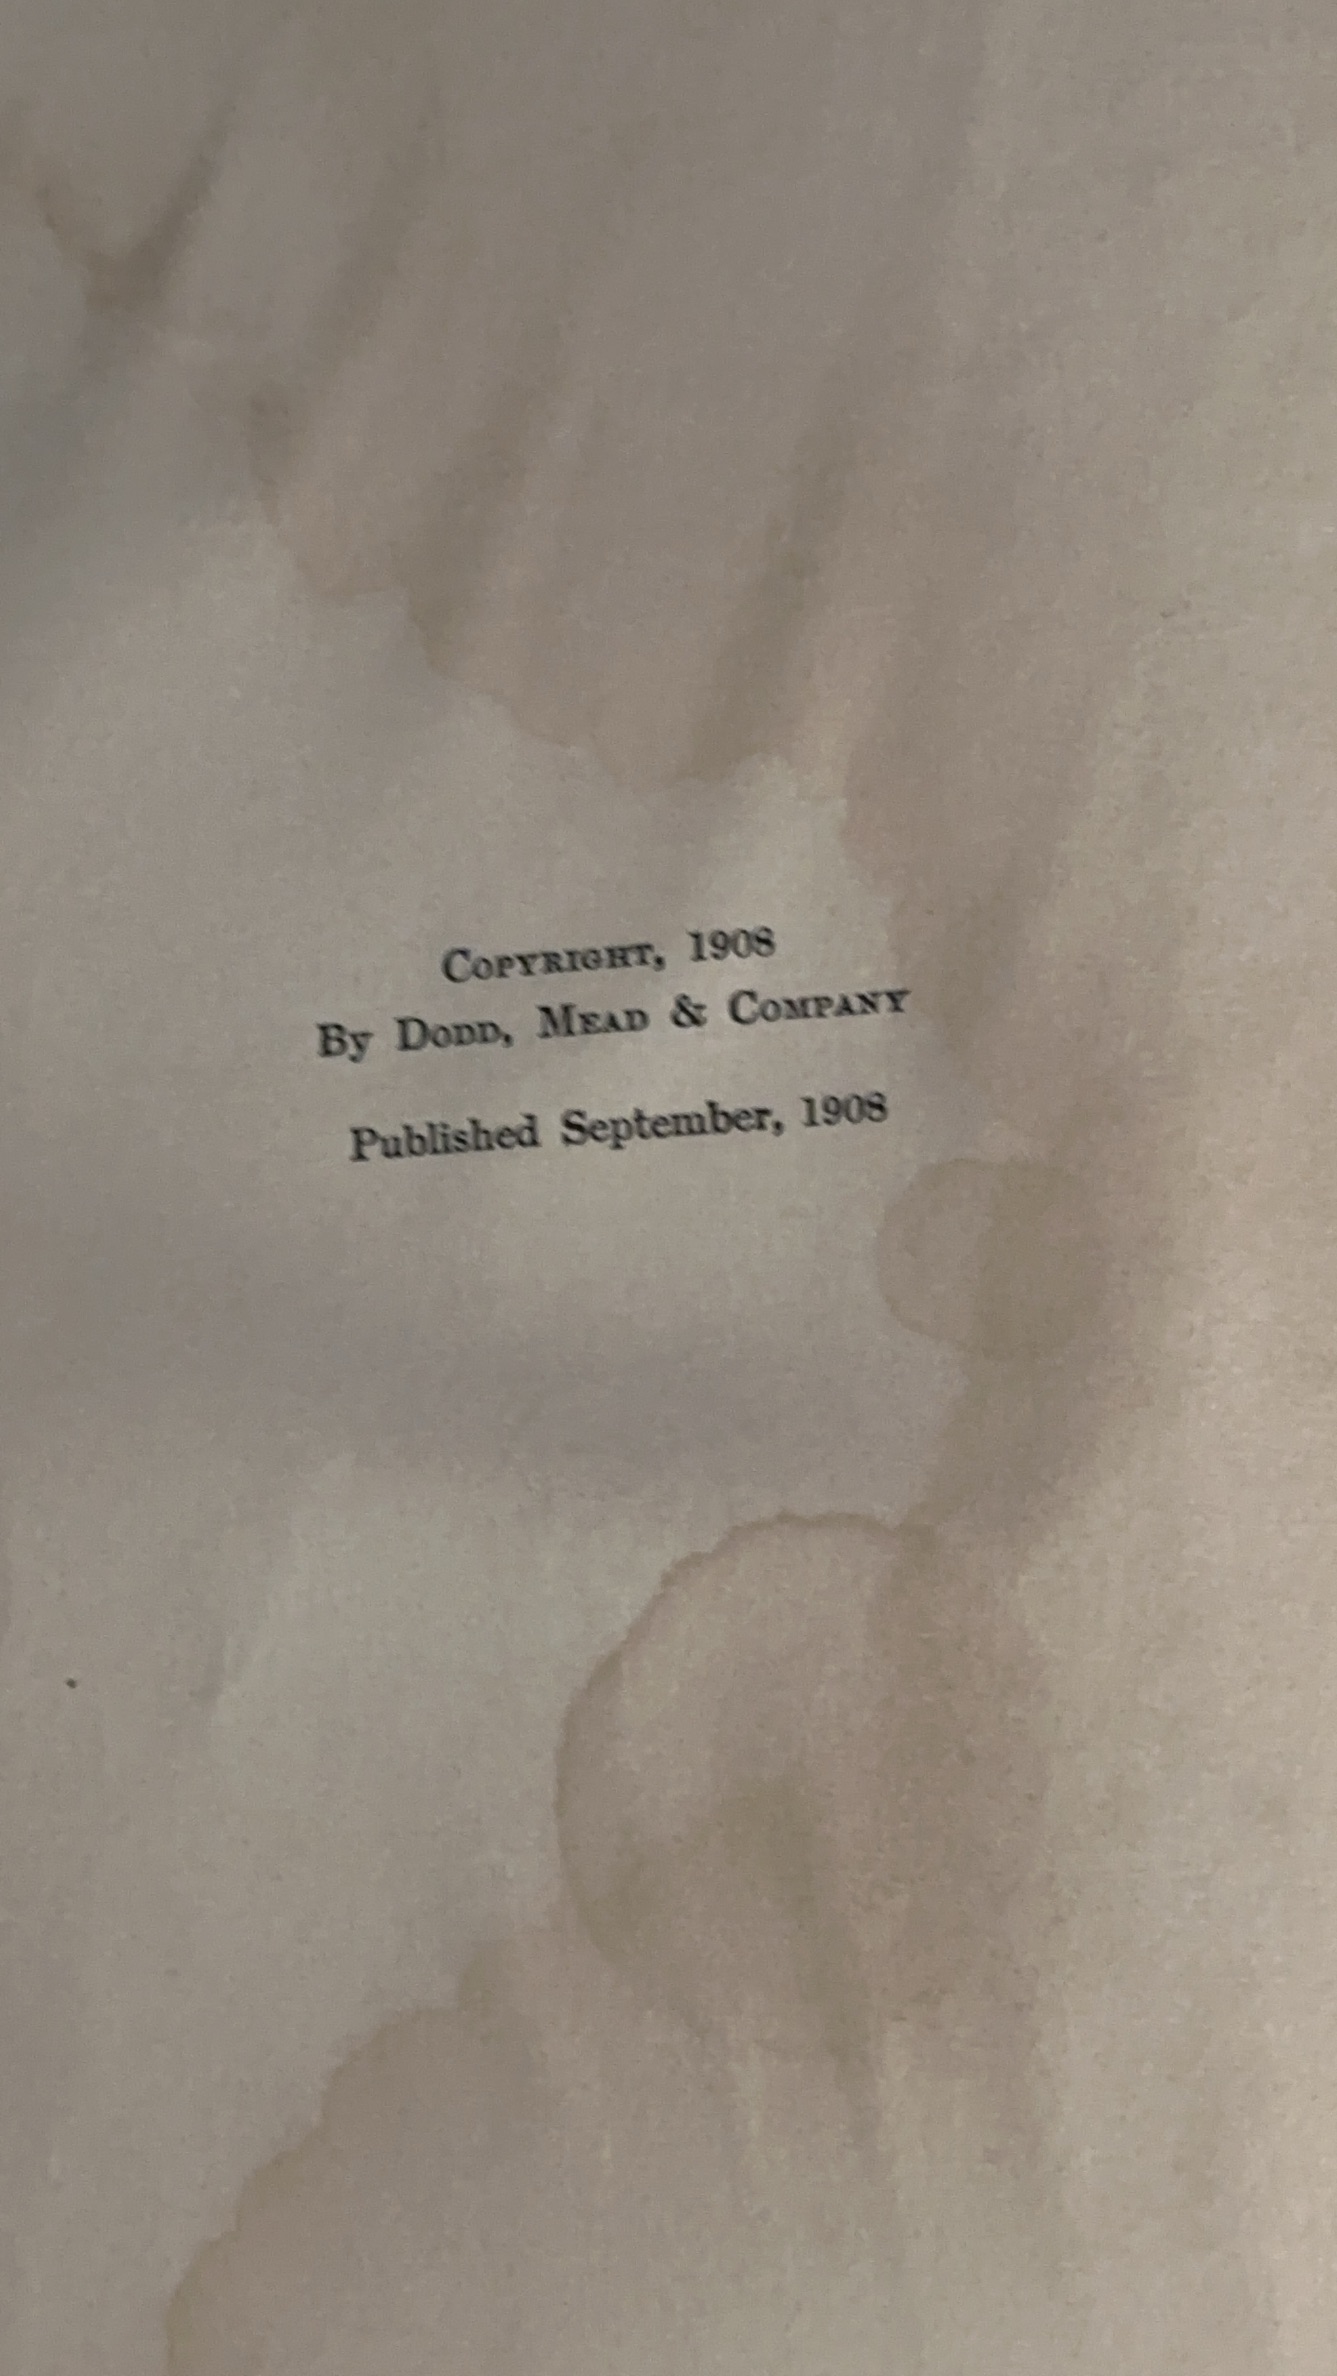 Copyright, 1908
By Dodd, Mead & Company
Published September, 1908